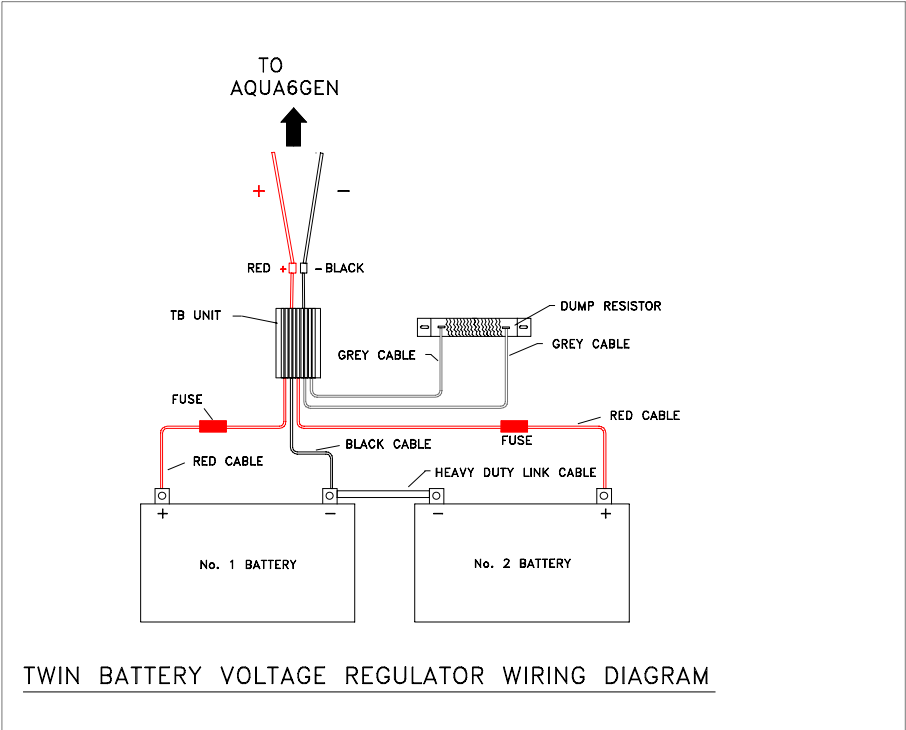 TO
AQUA6GEN
+ −
RED + − BLACK
TB UNIT
DUMP RESISTOR
GREY CABLE
GREY CABLE
FUSE
RED CABLE
FUSE
BLACK CABLE
RED CABLE
HEAVY DUTY LINK CABLE
+ − − +
No. 1 BATTERY
No. 2 BATTERY
TWIN BATTERY VOLTAGE REGULATOR WIRING DIAGRAM